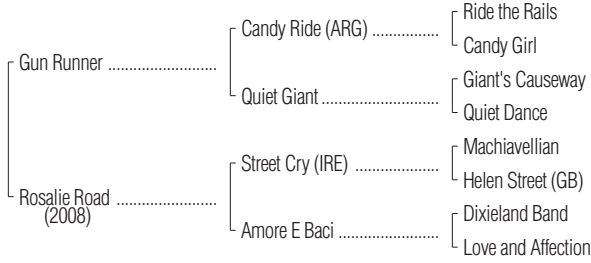 Ride the Rails
Candy Ride (ARG) ................
Candy Girl
Gun Runner ..........................
Giant's Causeway
Quiet Giant ............................
Quiet Dance
Machiavellian
Street Cry (IRE) ....................
Helen Street (GB)
Rosalie Road ........................
(2008)
Dixieland Band
Amore E Baci ........................
Love and Affection